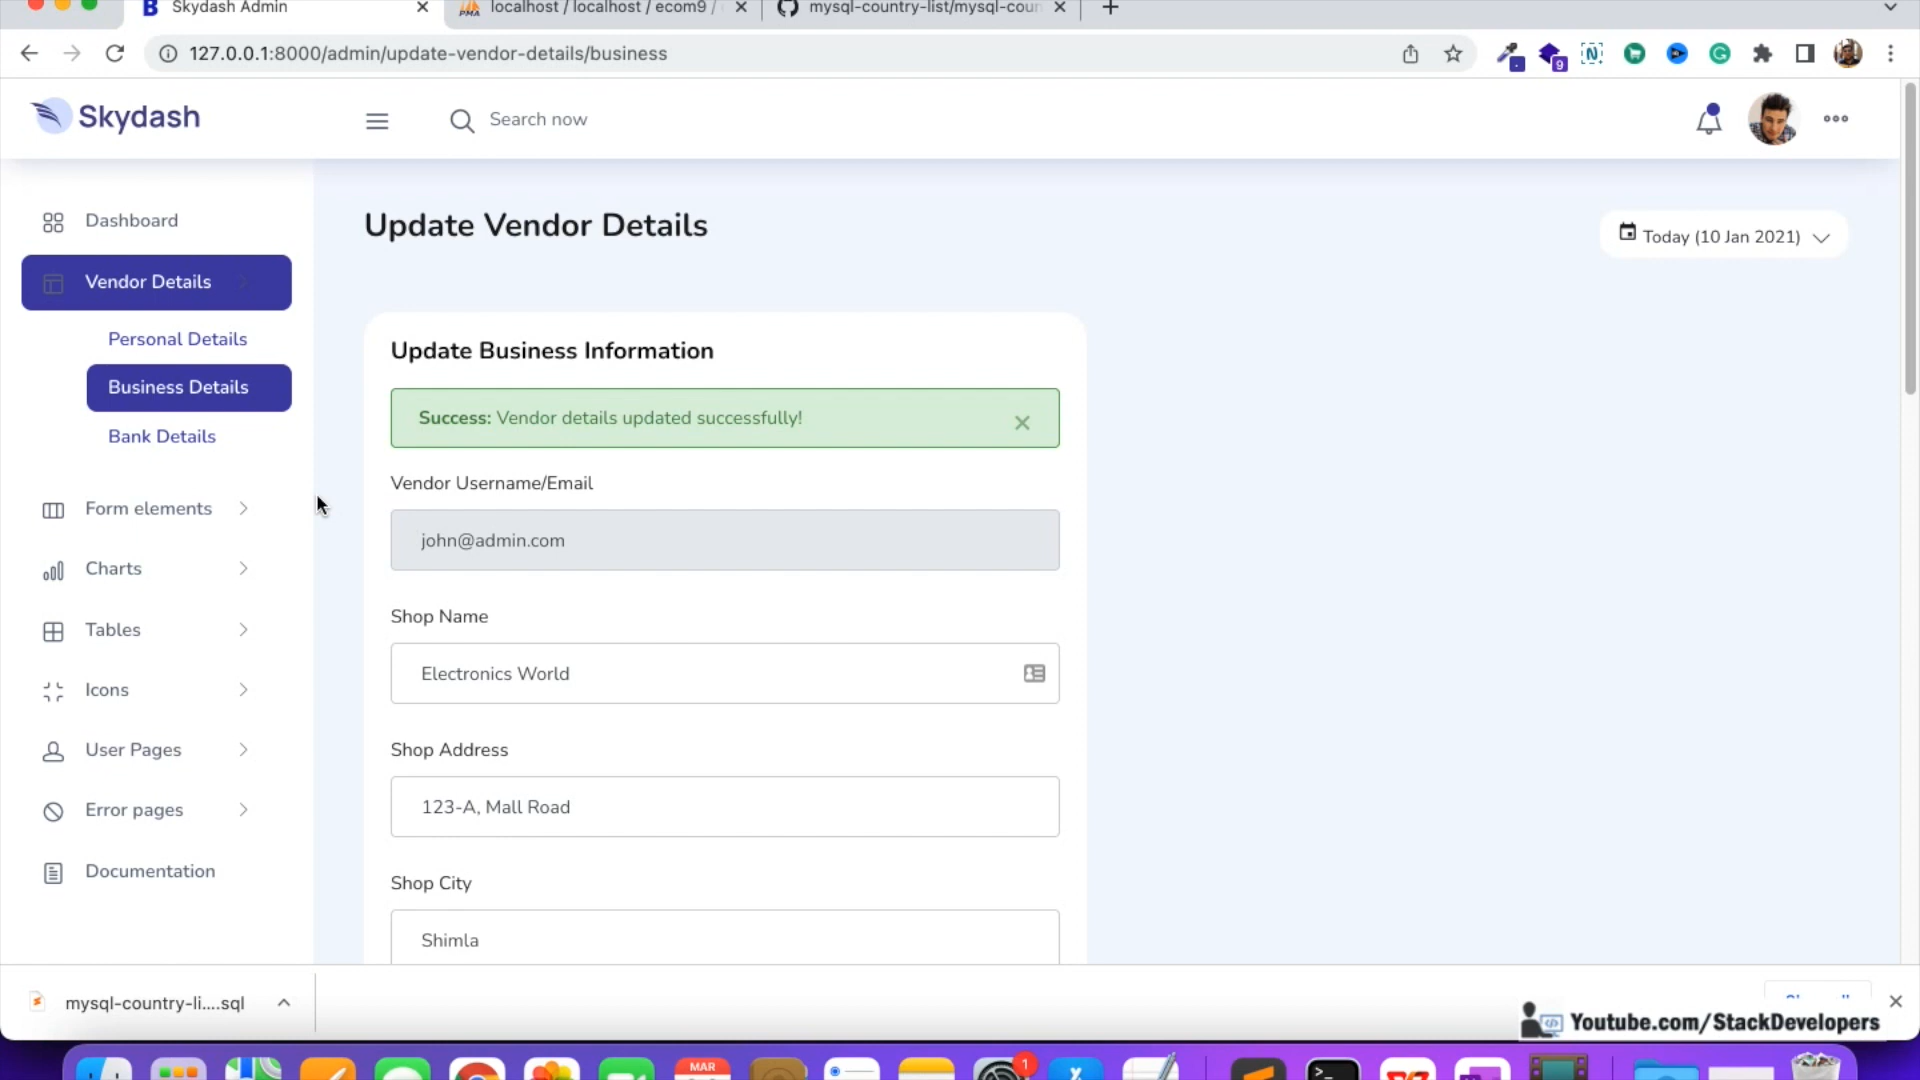 Skydash Admin
localhost / localhost / ecom9 /
mysql-country-list/mysql-coun
127.0.0.1:8000/admin/update-vendor-details/business
9
Skydash
Search now
Dashboard
Vendor Details
Personal Details
Business Details
Bank Details
Form elements
Charts
Tables
Icons
User Pages
Error pages
Documentation
Update Vendor Details
Today (10 Jan 2021)
Update Business Information
Success: Vendor details updated successfully!
Vendor Username/Email
john@admin.com
Shop Name
Electronics World
Shop Address
123-A, Mall Road
Shop City
Shimla
mysql-country-li....sql
Youtube.com/StackDevelopers
MAR
1